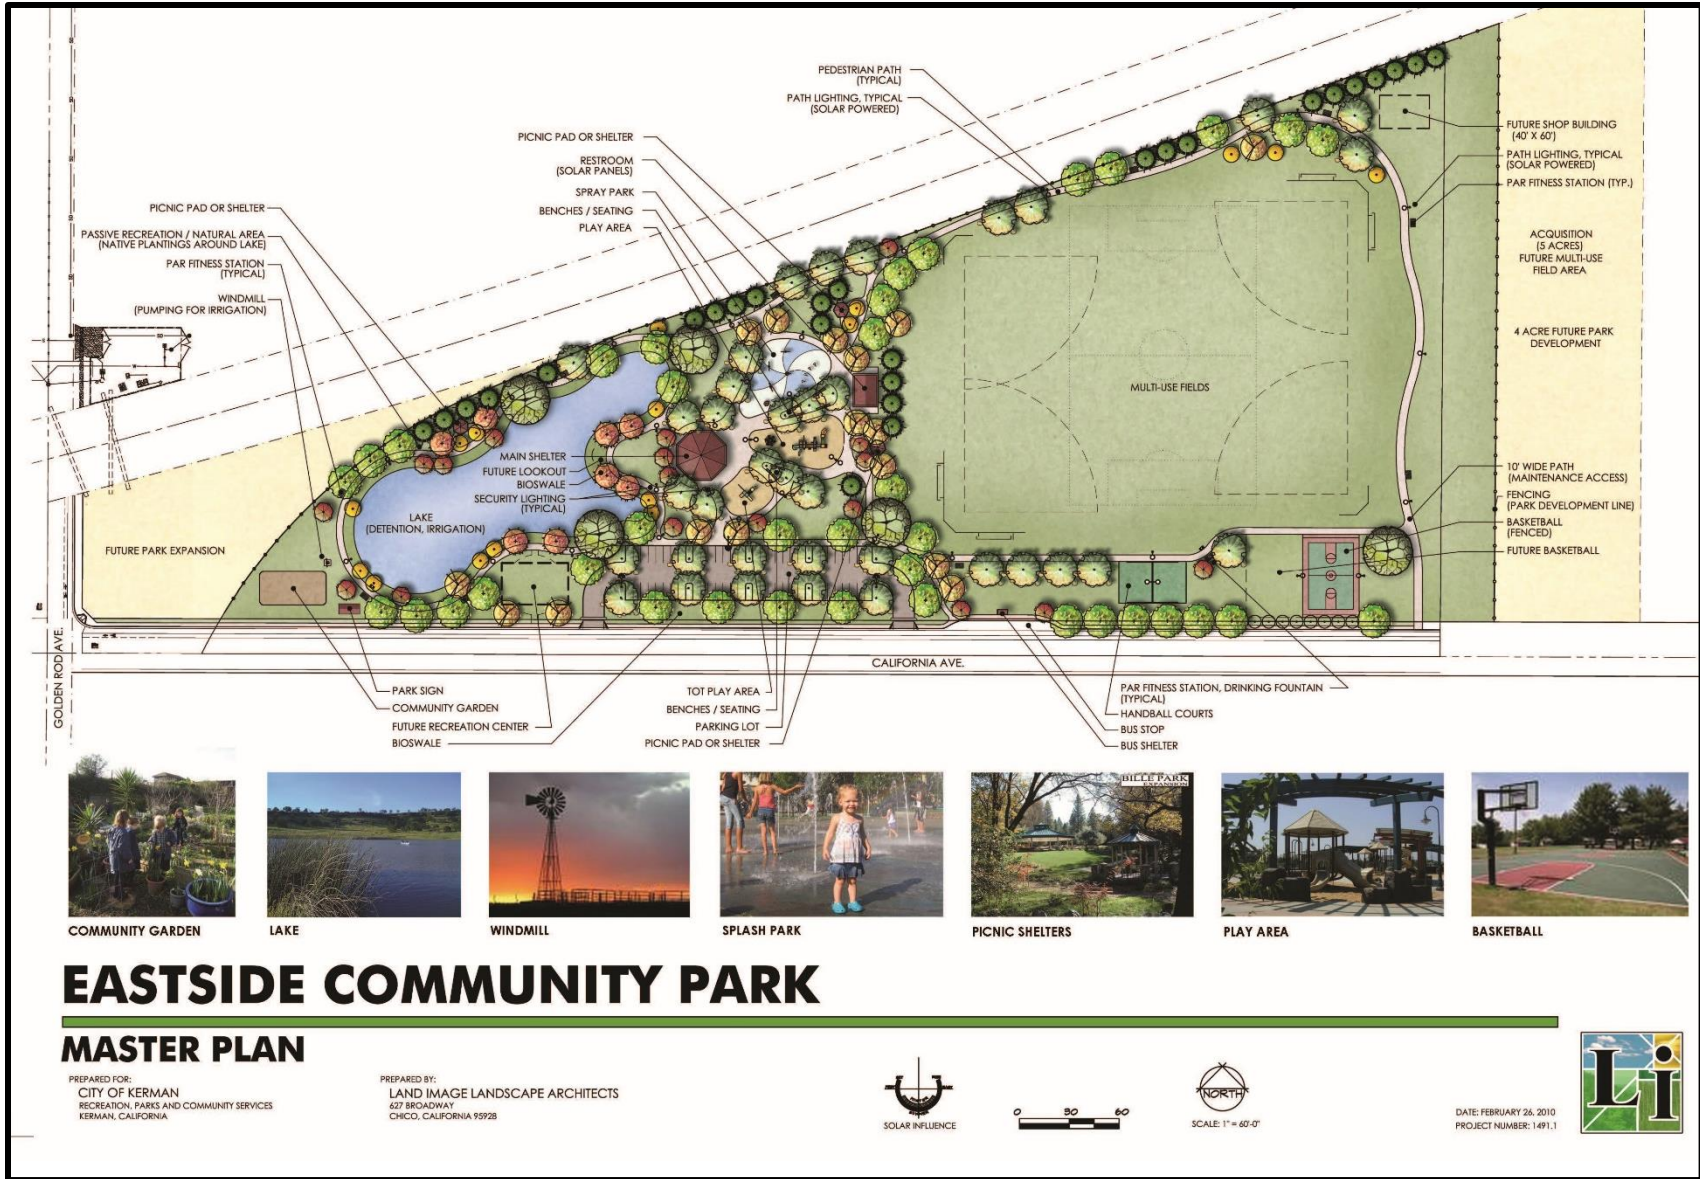 PEDESTRIAN PATH
(TYPICAL)
PATH LIGHTING, TYPICAL
(SOLAR POWERED)
PICNIC PAD OR SHELTER
RESTROOM
(SOLAR PANELS)
SPRAY PARK
BENCHES / SEATING
PLAY AREA
PICNIC PAD OR SHELTER
PASSIVE RECREATION / NATURAL AREA
(NATIVE PLANTINGS AROUND LAKE)
PAR FITNESS STATION
(TYPICAL)
WINDMILL
(PUMPING FOR IRRIGATION)
FUTURE SHOP BUILDING
(40' X 60')
PATH LIGHTING, TYPICAL
(SOLAR POWERED)
PAR FITNESS STATION (TYP.)
ACQUISITION
(5 ACRES)
FUTURE MULTI-USE
FIELD AREA
4 ACRE FUTURE PARK
DEVELOPMENT
MULTI-USE FIELDS
MAIN SHELTER
FUTURE LOOKOUT
BIOSWALE
SECURITY LIGHTING
(TYPICAL)
LAKE
(DETENTION, IRRIGATION)
FUTURE PARK EXPANSION
10' WIDE PATH
(MAINTENANCE ACCESS)
FENCING
(PARK DEVELOPMENT LINE)
BASKETBALL
(FENCED)
FUTURE BASKETBALL
GOLDEN ROD AVE.
CALIFORNIA AVE.
PARK SIGN
COMMUNITY GARDEN
FUTURE RECREATION CENTER
BIOSWALE
TOT PLAY AREA
BENCHES / SEATING
PARKING LOT
PICNIC PAD OR SHELTER
PAR FITNESS STATION, DRINKING FOUNTAIN
(TYPICAL)
HANDBALL COURTS
BUS STOP
BUS SHELTER
BILLE PARK
EXPANSION
COMMUNITY GARDEN
LAKE
WINDMILL
SPLASH PARK
PICNIC SHELTERS
PLAY AREA
BASKETBALL
EASTSIDE COMMUNITY PARK
MASTER PLAN
PREPARED FOR:
CITY OF KERMAN
RECREATION, PARKS AND COMMUNITY SERVICES
KERMAN, CALIFORNIA
PREPARED BY:
LAND IMAGE LANDSCAPE ARCHITECTS
627 BROADWAY
CHICO, CALIFORNIA 95928
SOLAR INFLUENCE
0 30 60
NORTH
SCALE: 1" = 60'-0"
DATE: FEBRUARY 26, 2010
PROJECT NUMBER: 1491.1
Li